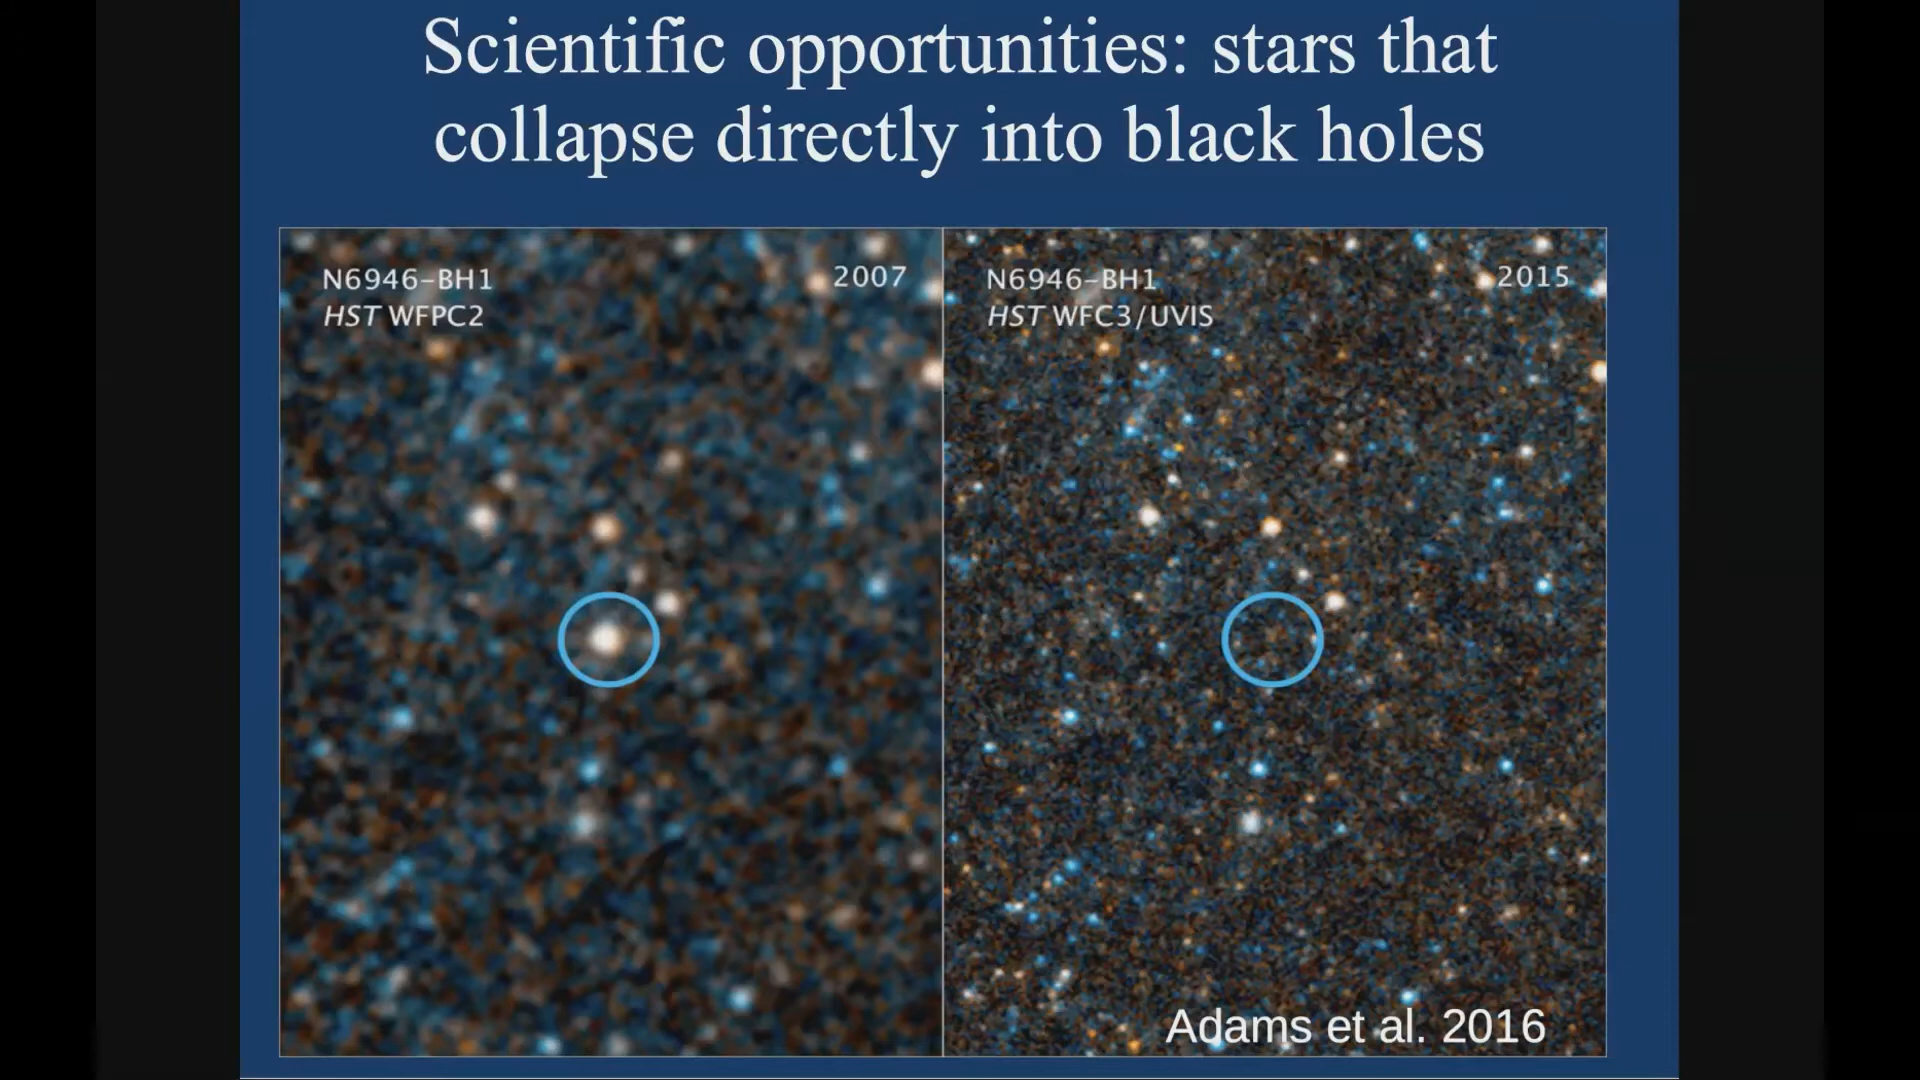 Scientific opportunities: stars that
collapse directly into black holes
N6946–BH1
2007
HST WFPC2
N6946–BH1
2015
HST WFC3/UVIS
Adams et al. 2016